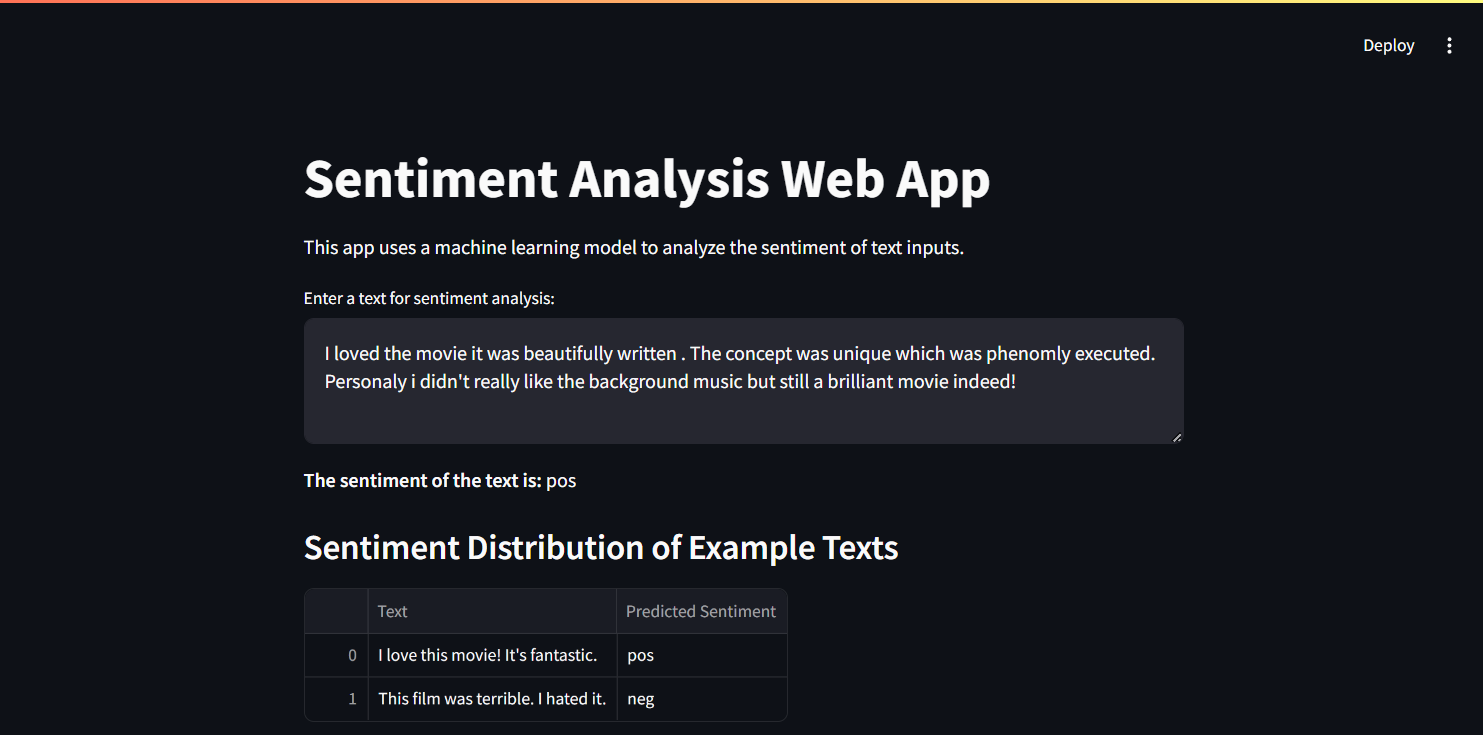 Deploy
Sentiment Analysis Web App
This app uses a machine learning model to analyze the sentiment of text inputs.
Enter a text for sentiment analysis:
I loved the movie it was beautifully written . The concept was unique which was phenomly executed.
Personaly i didn't really like the background music but still a brilliant movie indeed!
The sentiment of the text is: pos
Sentiment Distribution of Example Texts
Text Predicted Sentiment
0 I love this movie! It's fantastic. pos
1 This film was terrible. I hated it. neg